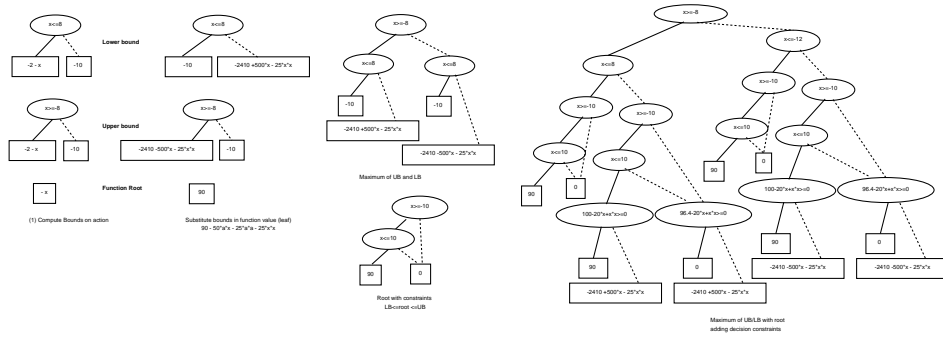 x<=8
Lower bound
-2 - x
-10
x<=8
-10
-2410 +500*x - 25*x*x
x>=-8
Upper bound
-2 - x
-10
x>=-8
-2410 -500*x - 25*x*x
-10
- x
Function Root
90
(1) Compute Bounds on action
Substitute bounds in function value (leaf)
90 - 50*a*x - 25*a*a - 25*x*x
x>=-8
x<=8
x<=8
-10
-10
-2410 +500*x - 25*x*x
-2410 -500*x - 25*x*x
Maximum of UB and LB
x>=-10
x<=10
90
0
Root with constraints
LB<=root <=UB
x>=-8
x<=-12
x<=8
x>=-10
x>=-10
x>=-10
x>=-10
x<=10
x<=10
x<=10
x<=10
90
0
90
0
100-20*x+x*x>=0
96.4-20*x+x*x>=0
100-20*x+x*x>=0
96.4-20*x+x*x>=0
90
0
-2410 -500*x - 25*x*x
-2410 -500*x - 25*x*x
90
0
-2410 +500*x - 25*x*x
-2410 +500*x - 25*x*x
Maximum of UB/LB with root
adding decision constraints